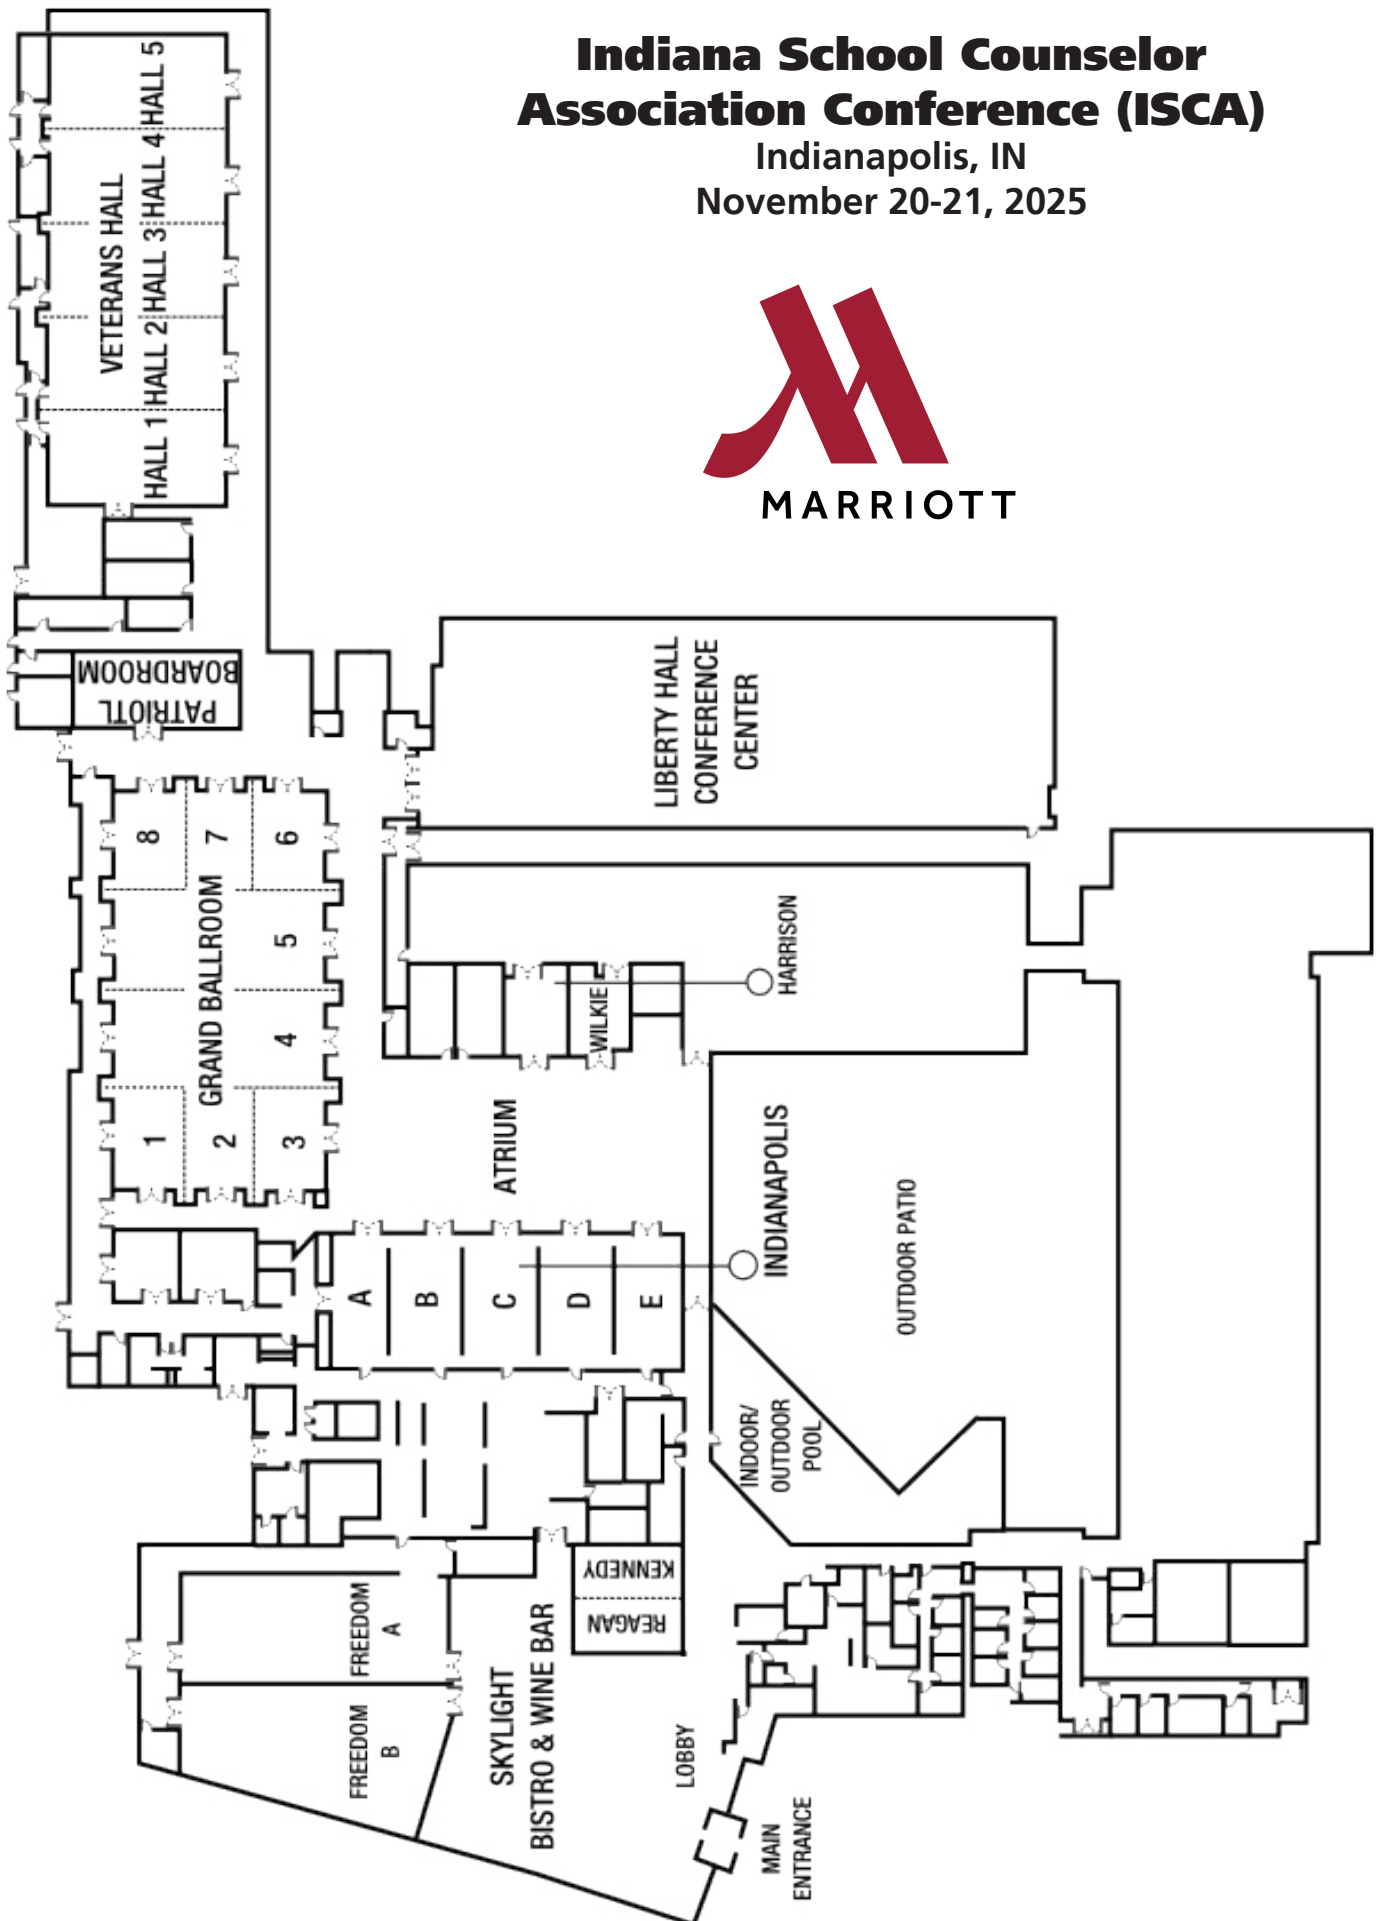 Indiana School Counselor
Association Conference (ISCA)
Indianapolis, IN
November 20-21, 2025
MARRIOTT
VETERANS HALL
HALL 1
HALL 2
HALL 3
HALL 4
HALL 5
PATRIOTL
BOARDROOM
LIBERTY HALL
CONFERENCE
CENTER
GRAND BALLROOM
8
7
6
5
4
1
2
3
HARRISON
WILKIE
ATRIUM
INDIANAPOLIS
A
B
C
D
E
OUTDOOR PATIO
INDOOR/
OUTDOOR
POOL
KENNEDY
REAGAN
FREEDOM
A
FREEDOM
B
SKYLIGHT
BISTRO & WINE BAR
LOBBY
MAIN
ENTRANCE